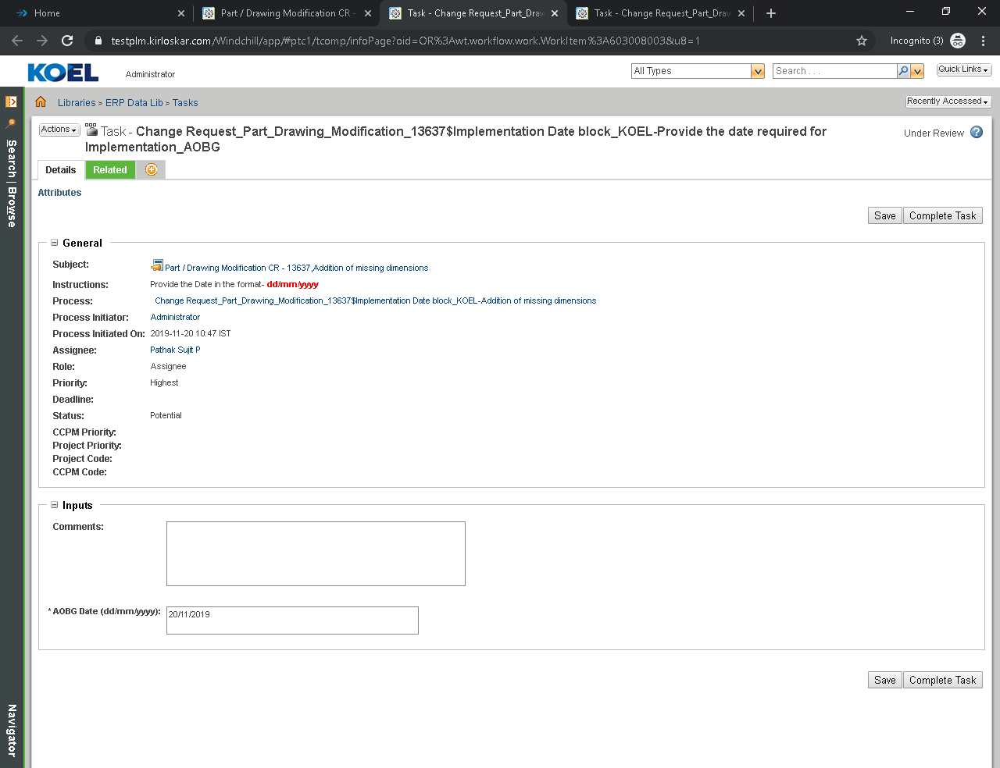 Home
Part / Drawing Modification CR -
Task - Change Request_Part_Draw
Task - Change Request_Part_Draw
testplm.kirloskar.com/Windchill/app/#ptc1/tcomp/infoPage?oid=OR%3Awt.workflow.work.WorkItem%3A603008003&u8=1
Incognito (3)
KOEL
Administrator
All Types
Search . . .
Quick Links
Libraries > ERP Data Lib > Tasks
Recently Accessed
Search | Browse
Navigator
Actions
Task - Change Request_Part_Drawing_Modification_13637$Implementation Date block_KOEL-Provide the date required for
Implementation_AOBG
Under Review
Details
Related
Attributes
Save
Complete Task
General
Subject: Part / Drawing Modification CR - 13637,Addition of missing dimensions
Instructions: Provide the Date in the format- dd/mm/yyyy
Process: Change Request_Part_Drawing_Modification_13637$Implementation Date block_KOEL-Addition of missing dimensions
Process Initiator: Administrator
Process Initiated On: 2019-11-20 10:47 IST
Assignee: Pathak Sujit P
Role: Assignee
Priority: Highest
Deadline:
Status: Potential
CCPM Priority:
Project Priority:
Project Code:
CCPM Code:
Inputs
Comments:
* AOBG Date (dd/mm/yyyy): 20/11/2019
Save
Complete Task